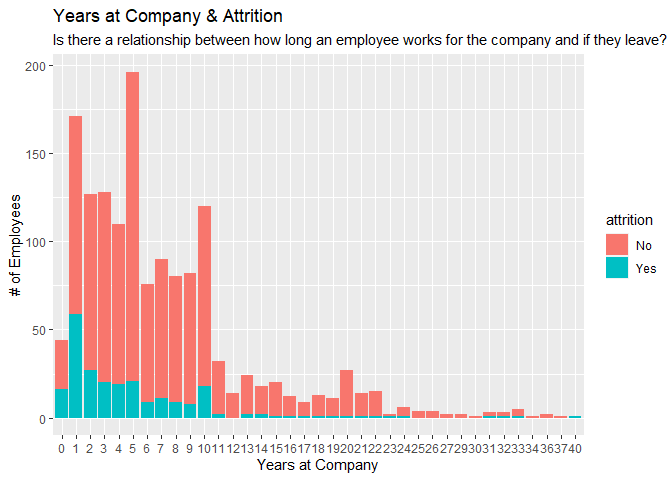 Years at Company & Attrition
Is there a relationship between how long an employee works for the company and if they leave?
200
150
100
50
0
# of Employees
0 1 2 3 4 5 6 7 8 9 10 11 12 13 14 15 16 17 18 19 20 21 22 23 24 25 26 27 29 30 31 32 33 34 36 37 40
Years at Company
attrition
No
Yes